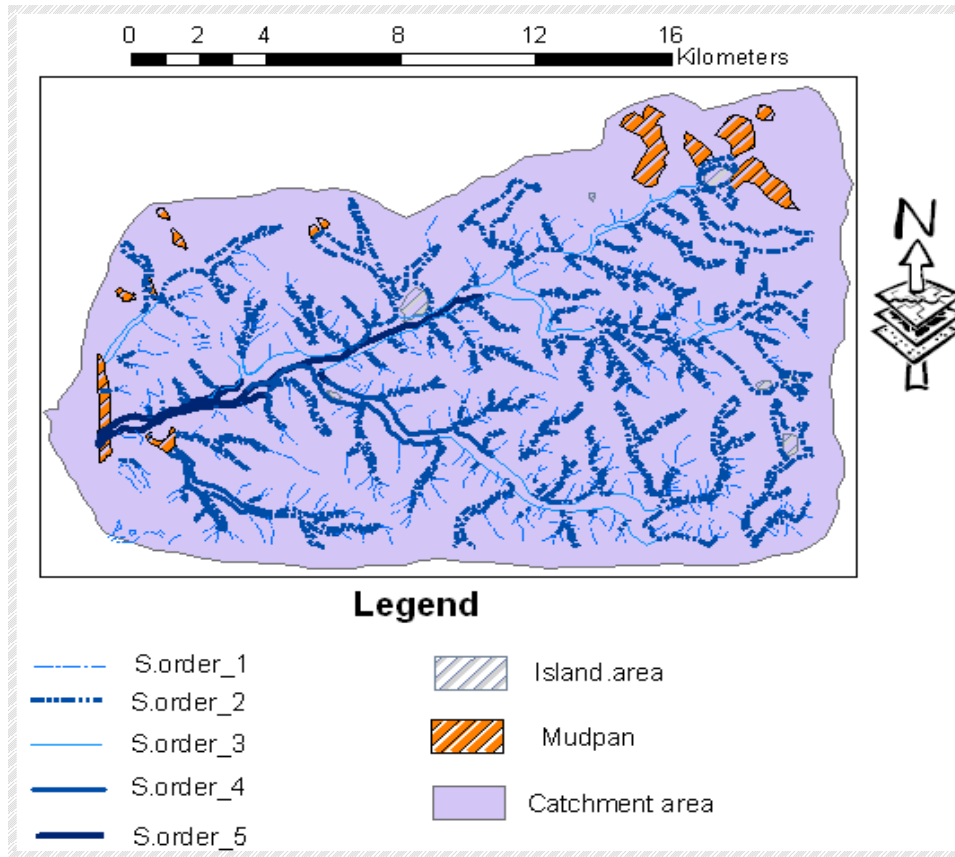 0 2 4 8 12 16
Kilometers
N
Legend
S.order_1
S.order_2
S.order_3
S.order_4
S.order_5
Island.area
Mudpan
Catchment area